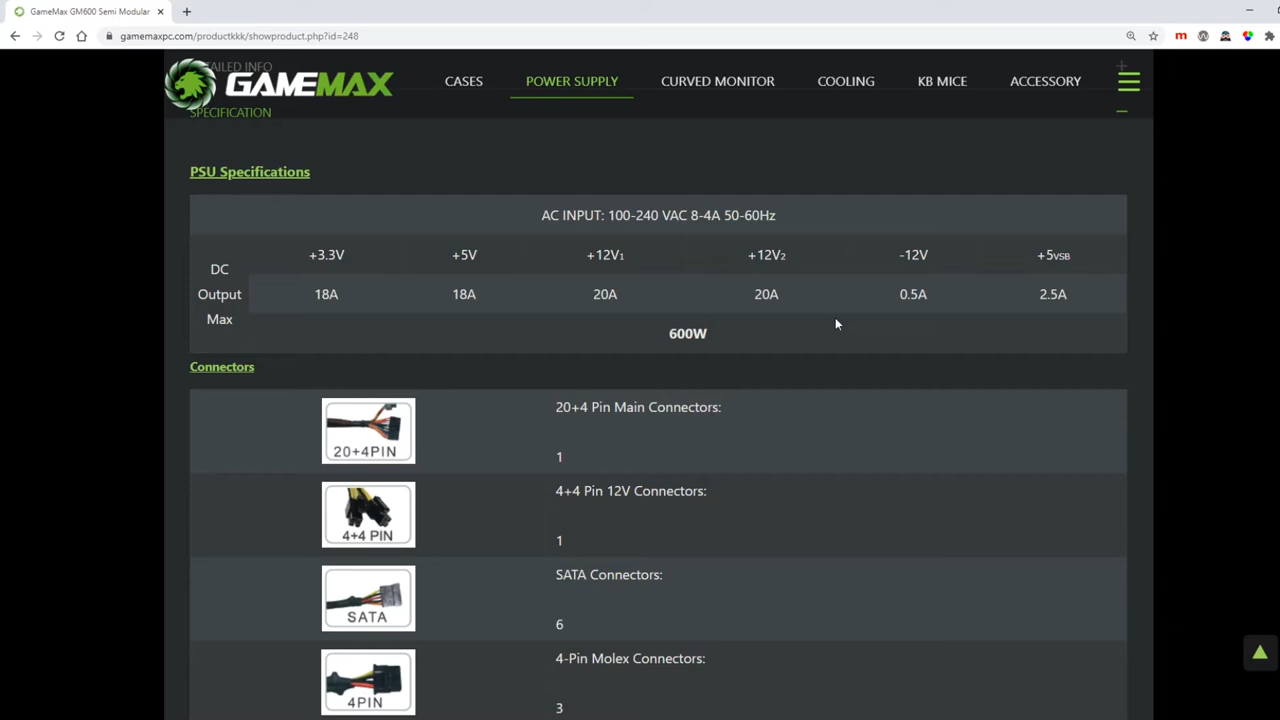 GameMax GM600 Semi Modular
gamemaxpc.com/productkkk/showproduct.php?id=248
TAILED INFO
GAMEMAX
CASES
POWER SUPPLY
CURVED MONITOR
COOLING
KB MICE
ACCESSORY
SPECIFICATION
PSU Specifications
AC INPUT: 100-240 VAC 8-4A 50-60Hz
DC Output Max
+3.3V +5V +12V1 +12V2 -12V +5VSB
18A 18A 20A 20A 0.5A 2.5A
600W
Connectors
20+4PIN
20+4 Pin Main Connectors:
1
4+4 PIN
4+4 Pin 12V Connectors:
1
SATA
SATA Connectors:
6
4PIN
4-Pin Molex Connectors:
3